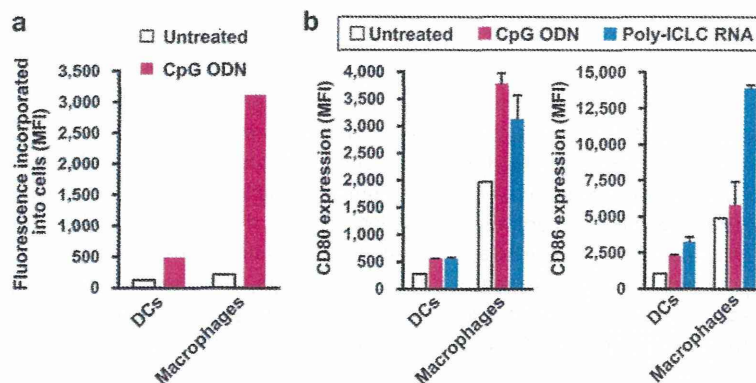 a
Untreated
CpG ODN
Fluorescence incorporated
into cells (MFI)
3,500
3,000
2,500
2,000
1,500
1,000
500
0
DCs
Macrophages
b
Untreated CpG ODN Poly-ICLC RNA
CD80 expression (MFI)
4,000
3,500
3,000
2,500
2,000
1,500
1,000
500
0
DCs
Macrophages
CD86 expression (MFI)
15,000
12,500
10,000
7,500
5,000
2,500
0
DCs
Macrophages